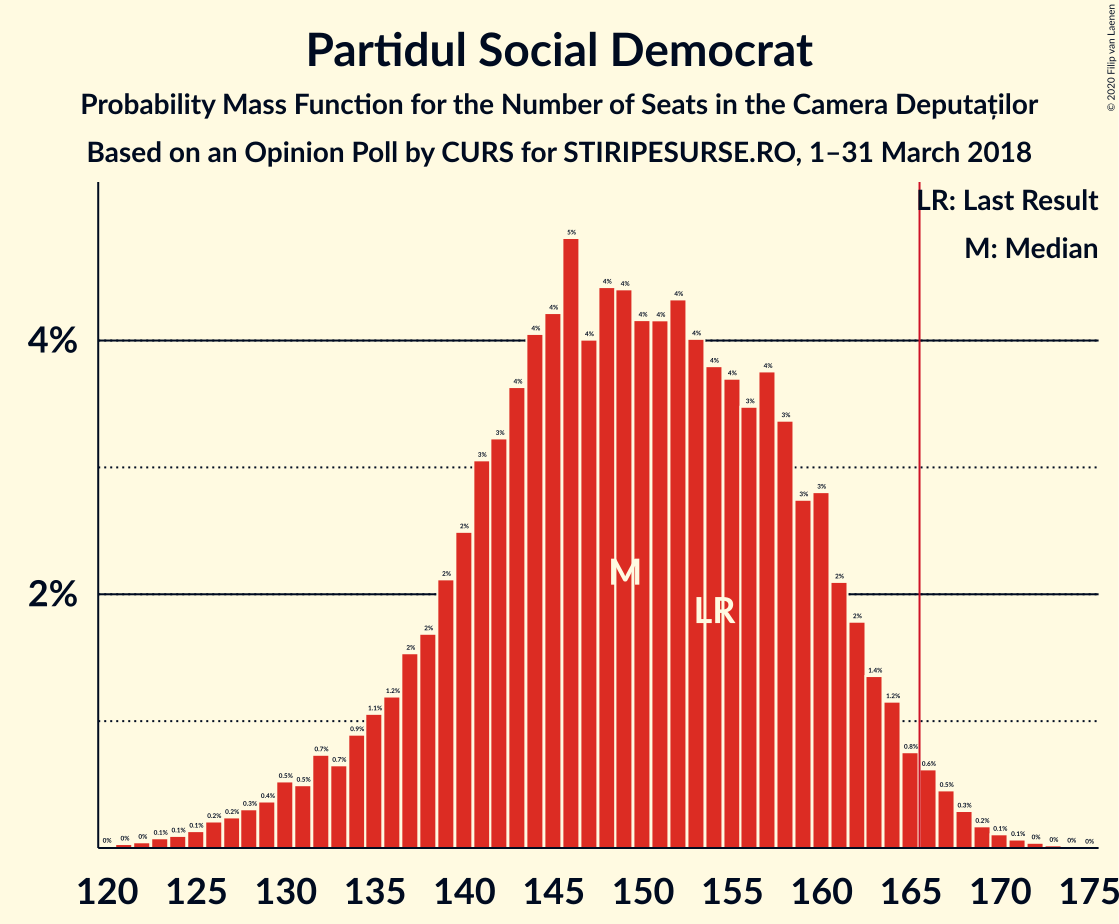 Partidul Social Democrat
Probability Mass Function for the Number of Seats in the Camera Deputaților
Based on an Opinion Poll by CURS for STIRIPESURSE.RO, 1–31 March 2018
© 2020 Filip van Laenen
LR: Last Result
M: Median
4%
2%
0% 0% 0% 0.1% 0.1% 0.1% 0.2% 0.2% 0.3% 0.4% 0.5% 0.5% 0.7% 0.7% 0.9% 1.1% 1.2% 2% 2% 2% 2% 3% 3% 4% 4% 4% 5% 4% 4% 4% 4% 4% 4% 4% 4% 4% 3% 4% 3% 3% 3% 2% 2% 1.4% 1.2% 0.8% 0.6% 0.5% 0.3% 0.2% 0.1% 0.1% 0% 0% 0% 0%
M
LR
120 125 130 135 140 145 150 155 160 165 170 175